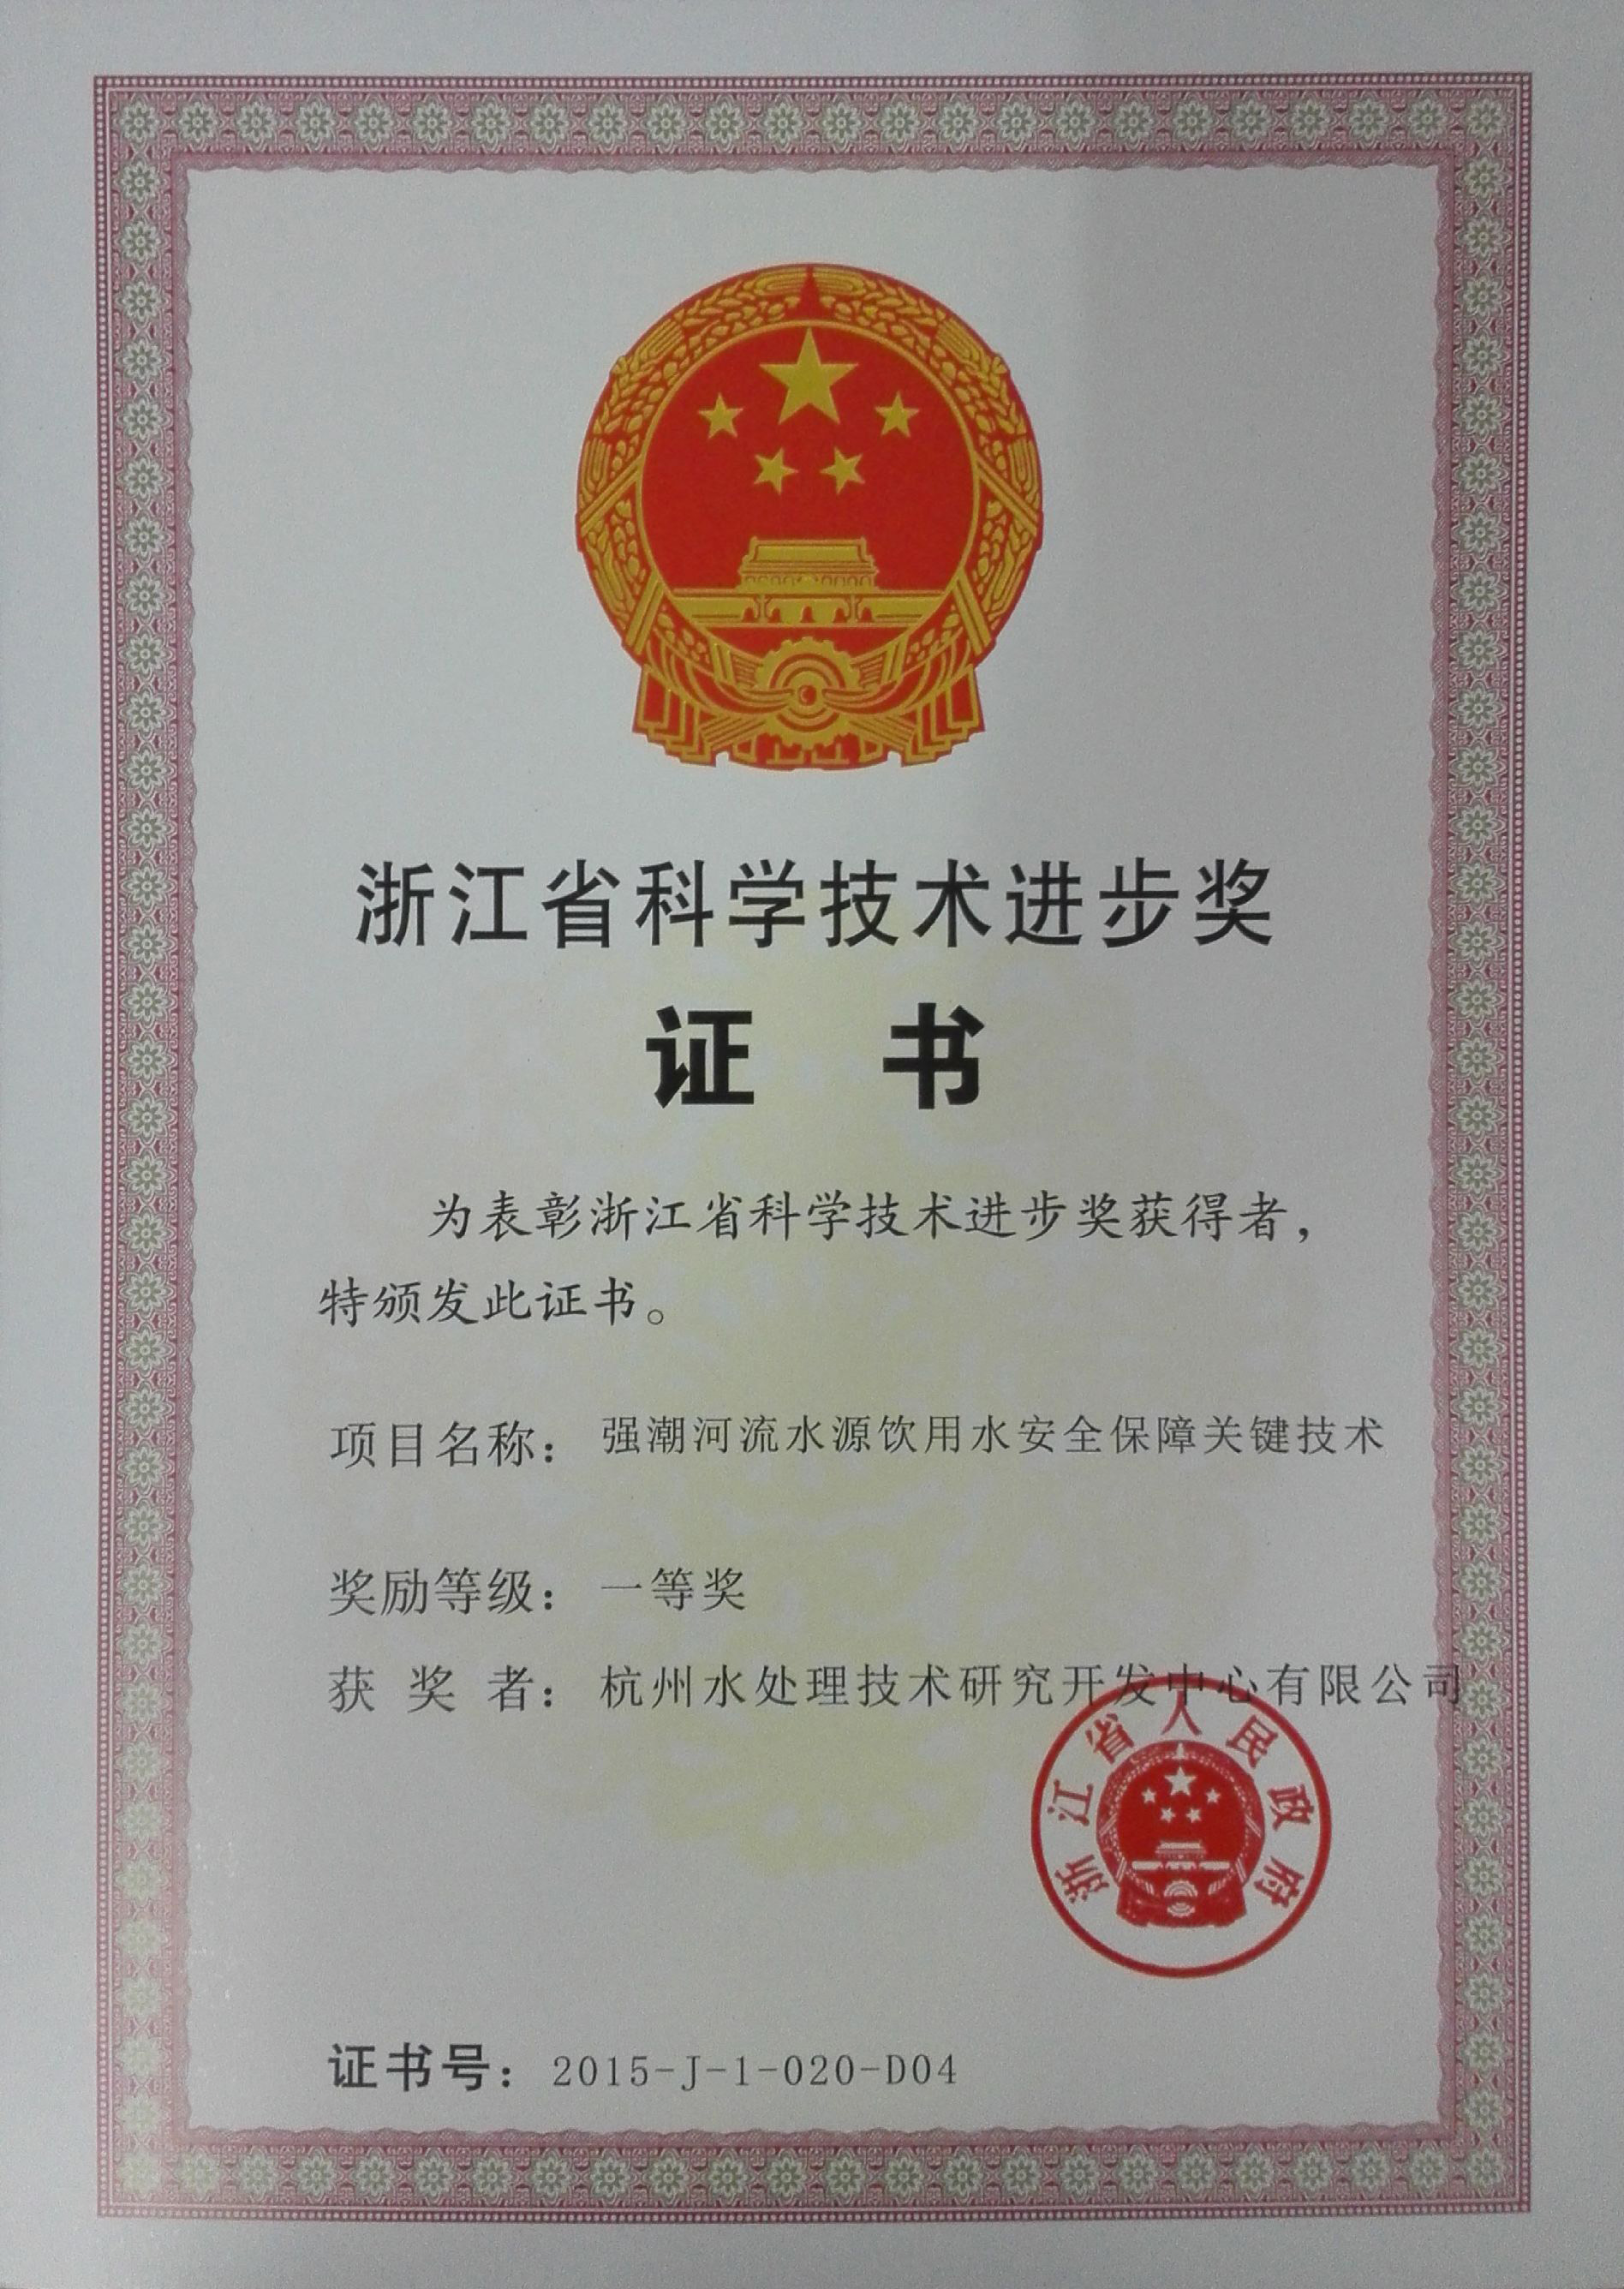 浙江省科学技术进步奖
证 书
为表彰浙江省科学技术进步奖获得者，
特颁发此证书。
项目名称：强潮河流水源饮用水安全保障关键技术
奖励等级：一等奖
获 奖 者：杭州水处理技术研究开发中心有限公司
浙江省人民政府
证书号：2015-J-1-020-D04